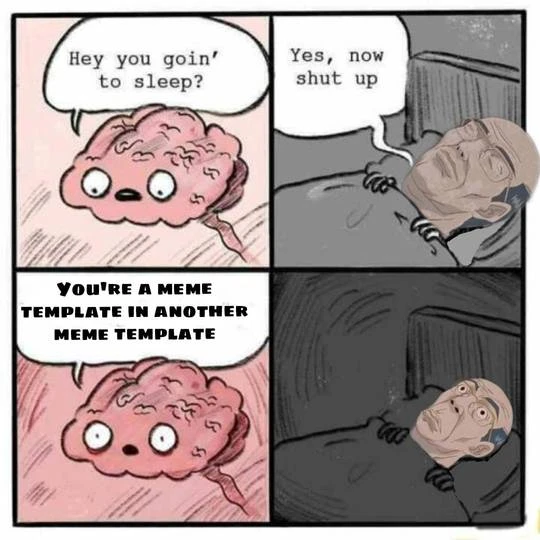 Hey you goin'
to sleep?
Yes, now
shut up
You're a meme
template in another
meme template